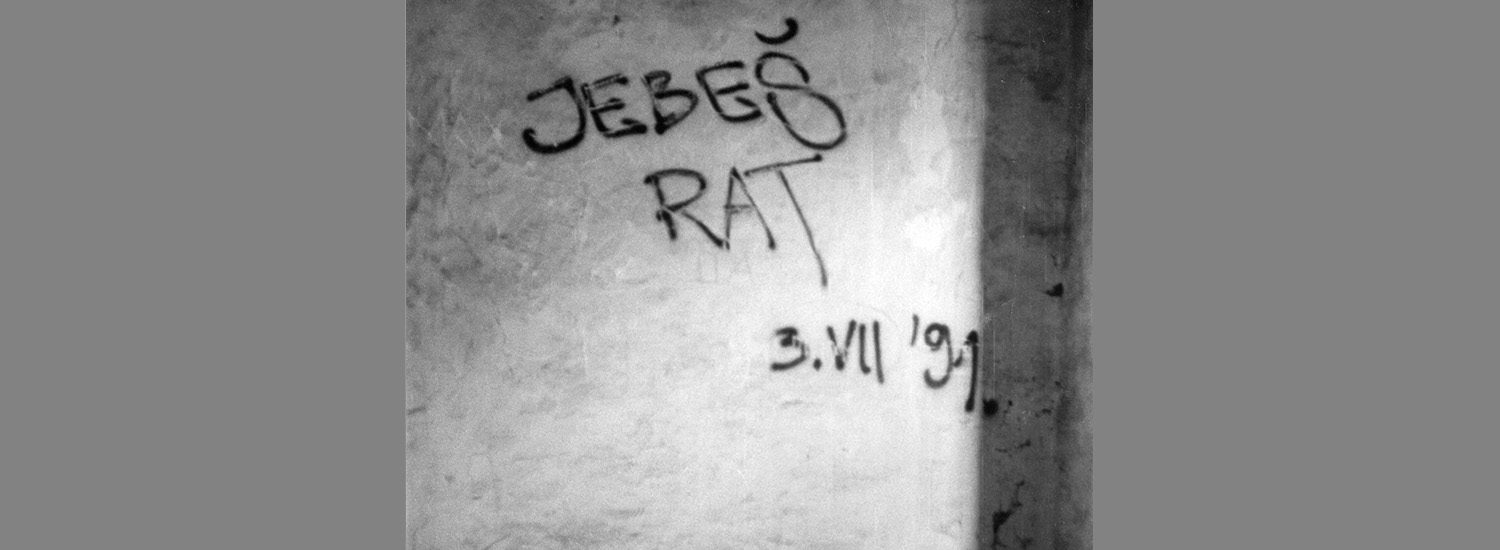 JEBEŠ
RAT
3.VII '91.